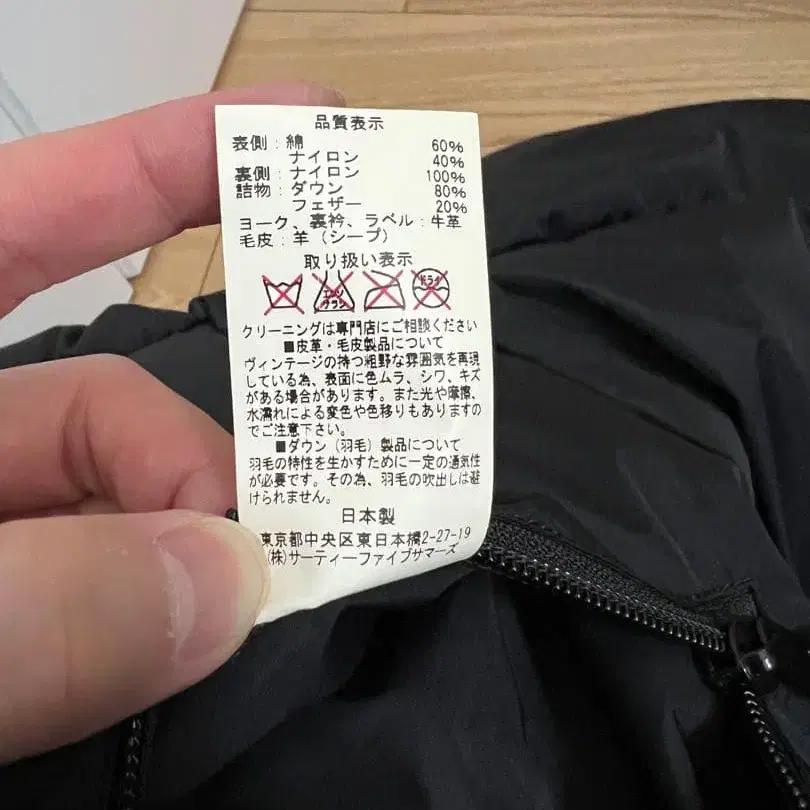 品質表示
表側：綿 60%
ナイロン 40%
裏側：ナイロン 100%
詰物：ダウン 80%
フェザー 20%
ヨーク、裏衿、ラベル：牛革
毛皮：羊（シープ）
取り扱い表示
エンソ ドライ
ブラシ
クリーニングは専門店にご相談ください
■皮革・毛皮製品について
ヴィンテージの持つ粗野な雰囲気を再現
している為、表面に色ムラ、シワ、キズ
がある場合があります。また光や摩擦、
水濡れによる変色や色移りもありますの
でご注意下さい。
■ダウン（羽毛）製品について
羽毛の特性を生かすために一定の通気性
が必要です。その為、羽毛の吹出しは避
けられません。
日本製
東京都中央区東日本橋2-27-19
(株)サーティーファイブサマーズ